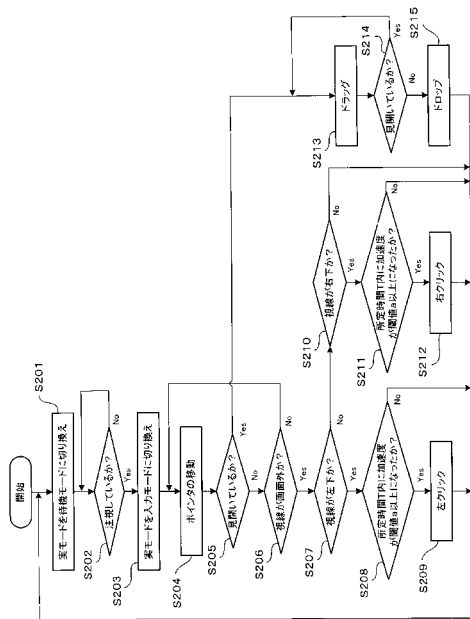 開始
S201
実モードを待機モードに切り換え
S202
注視しているか?
No
Yes
S203
実モードを入力モードに切り換え
S204
ポインタの移動
S205
見開いているか?
Yes
No
S206
視線が画面外か?
Yes
No
S207
視線が左下か?
No
Yes
S208
所定時間T内に加速度
が閾値a以上になったか?
No
Yes
S209
左クリック
S210
視線が右下か?
No
Yes
S211
所定時間T内に加速度
が閾値a以上になったか?
No
Yes
S212
右クリック
S213
ドラッグ
S214
見開いているか?
Yes
No
S215
ドロップ